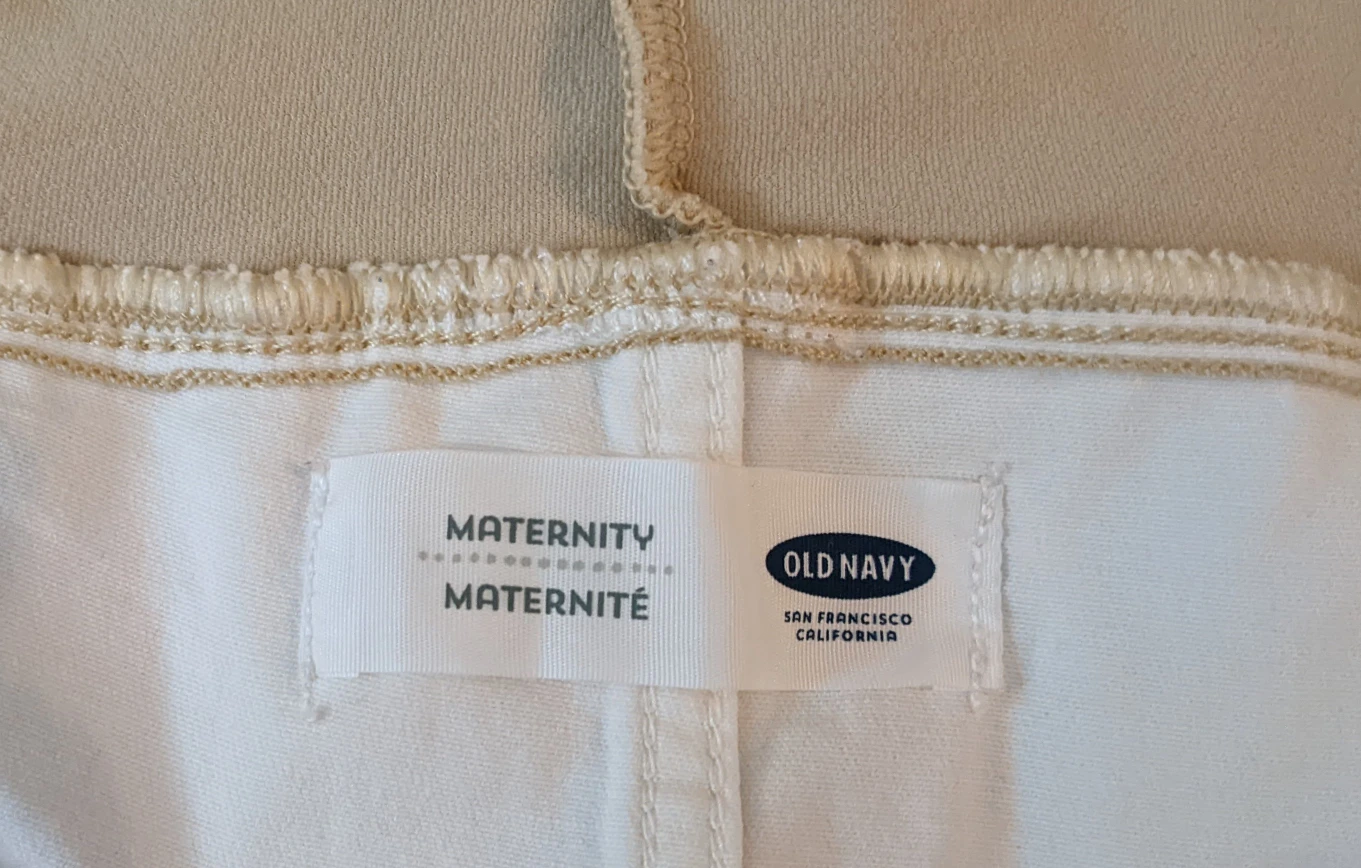 MATERNITY
MATERNITÉ
OLD NAVY
SAN FRANCISCO
CALIFORNIA